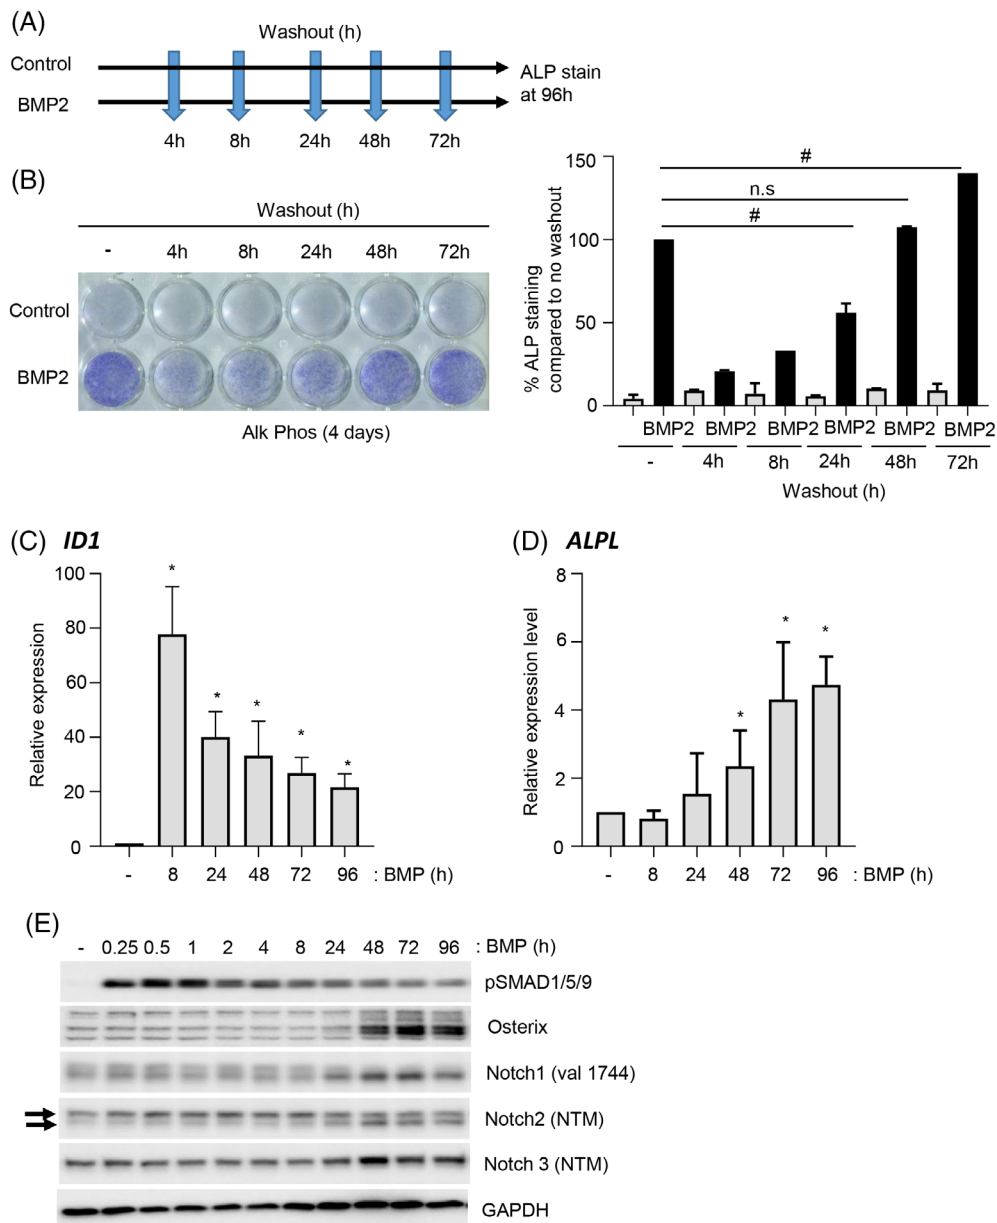 (A)
Washout (h)
Control
BMP2
ALP stain
at 96h
4h 8h 24h 48h 72h
(B)
Washout (h)
- 4h 8h 24h 48h 72h
Control
BMP2
Alk Phos (4 days)
% ALP staining
compared to no washout
150
100
50
0
#
n.s
#
BMP2 BMP2 BMP2 BMP2 BMP2 BMP2
- 4h 8h 24h 48h 72h
Washout (h)
(C) ID1
Relative expression
100
80
60
40
20
0
* * * * *
- 8 24 48 72 96 : BMP (h)
(D) ALPL
Relative expression level
8
6
4
2
0
* * *
- 8 24 48 72 96 : BMP (h)
(E)
- 0.25 0.5 1 2 4 8 24 48 72 96 : BMP (h)
pSMAD1/5/9
Osterix
Notch1 (val 1744)
Notch2 (NTM)
Notch 3 (NTM)
GAPDH